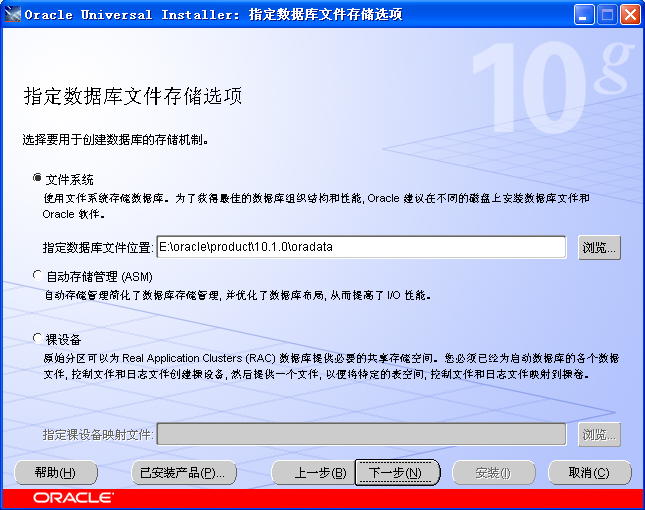 Oracle Universal Installer: 指定数据库文件存储选项
10g
指定数据库文件存储选项
选择要用于创建数据库的存储机制。
文件系统
使用文件系统存储数据库。为了获得最佳的数据库组织结构和性能, Oracle 建议在不同的磁盘上安装数据库文件和
Oracle 软件。
指定数据库文件位置: E:\oracle\product\10.1.0\oradata 浏览...
自动存储管理 (ASM)
自动存储管理简化了数据库存储管理, 并优化了数据库布局, 从而提高了 I/O 性能。
裸设备
原始分区可以为 Real Application Clusters (RAC) 数据库提供必要的共享存储空间。您必须已经为启动数据库的各个数据
文件, 控制文件和日志文件创建裸设备, 然后提供一个文件, 以便将特定的表空间, 控制文件和日志文件映射到裸卷。
指定裸设备映射文件: 浏览...
帮助(H) 已安装产品(P)... 上一步(B) 下一步(N) 安装(I) 取消(C)
ORACLE